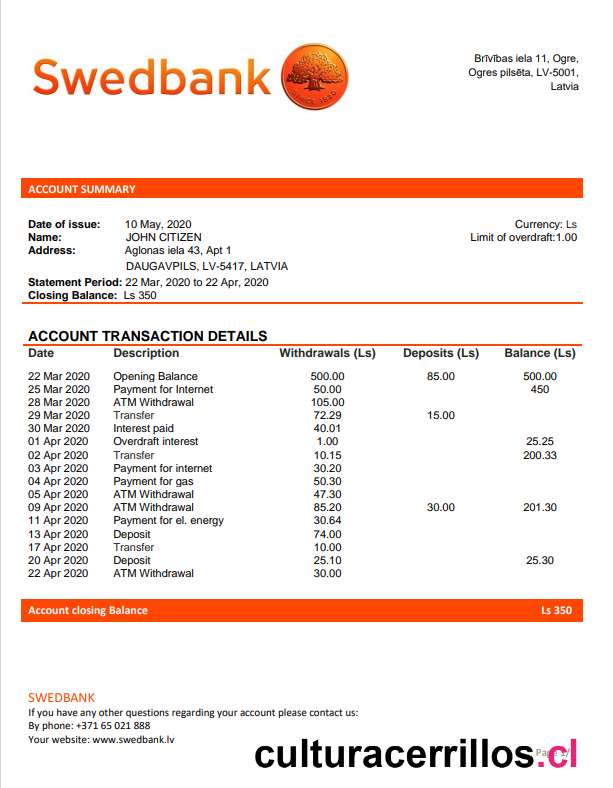 Swedbank
SINCE 1820
Brīvības iela 11, Ogre,
Ogres pilsēta, LV-5001,
Latvia
ACCOUNT SUMMARY
Date of issue: 10 May, 2020 Currency: Ls
Name: JOHN CITIZEN Limit of overdraft:1.00
Address: Aglonas iela 43, Apt 1
DAUGAVPILS, LV-5417, LATVIA
Statement Period: 22 Mar, 2020 to 22 Apr, 2020
Closing Balance: Ls 350
ACCOUNT TRANSACTION DETAILS
Date Description Withdrawals (Ls) Deposits (Ls) Balance (Ls)
22 Mar 2020 Opening Balance 500.00 85.00 500.00
25 Mar 2020 Payment for Internet 50.00 450
28 Mar 2020 ATM Withdrawal 105.00
29 Mar 2020 Transfer 72.29 15.00
30 Mar 2020 Interest paid 40.01
01 Apr 2020 Overdraft interest 1.00 25.25
02 Apr 2020 Transfer 10.15 200.33
03 Apr 2020 Payment for internet 30.20
04 Apr 2020 Payment for gas 50.30
05 Apr 2020 ATM Withdrawal 47.30
09 Apr 2020 ATM Withdrawal 85.20 30.00 201.30
11 Apr 2020 Payment for el. energy 30.64
13 Apr 2020 Deposit 74.00
17 Apr 2020 Transfer 10.00
20 Apr 2020 Deposit 25.10 25.30
22 Apr 2020 ATM Withdrawal 30.00
Account closing Balance Ls 350
SWEDBANK
If you have any other questions regarding your account please contact us:
By phone: +371 65 021 888
Your website: www.swedbank.lv
culturacerrillos.cl